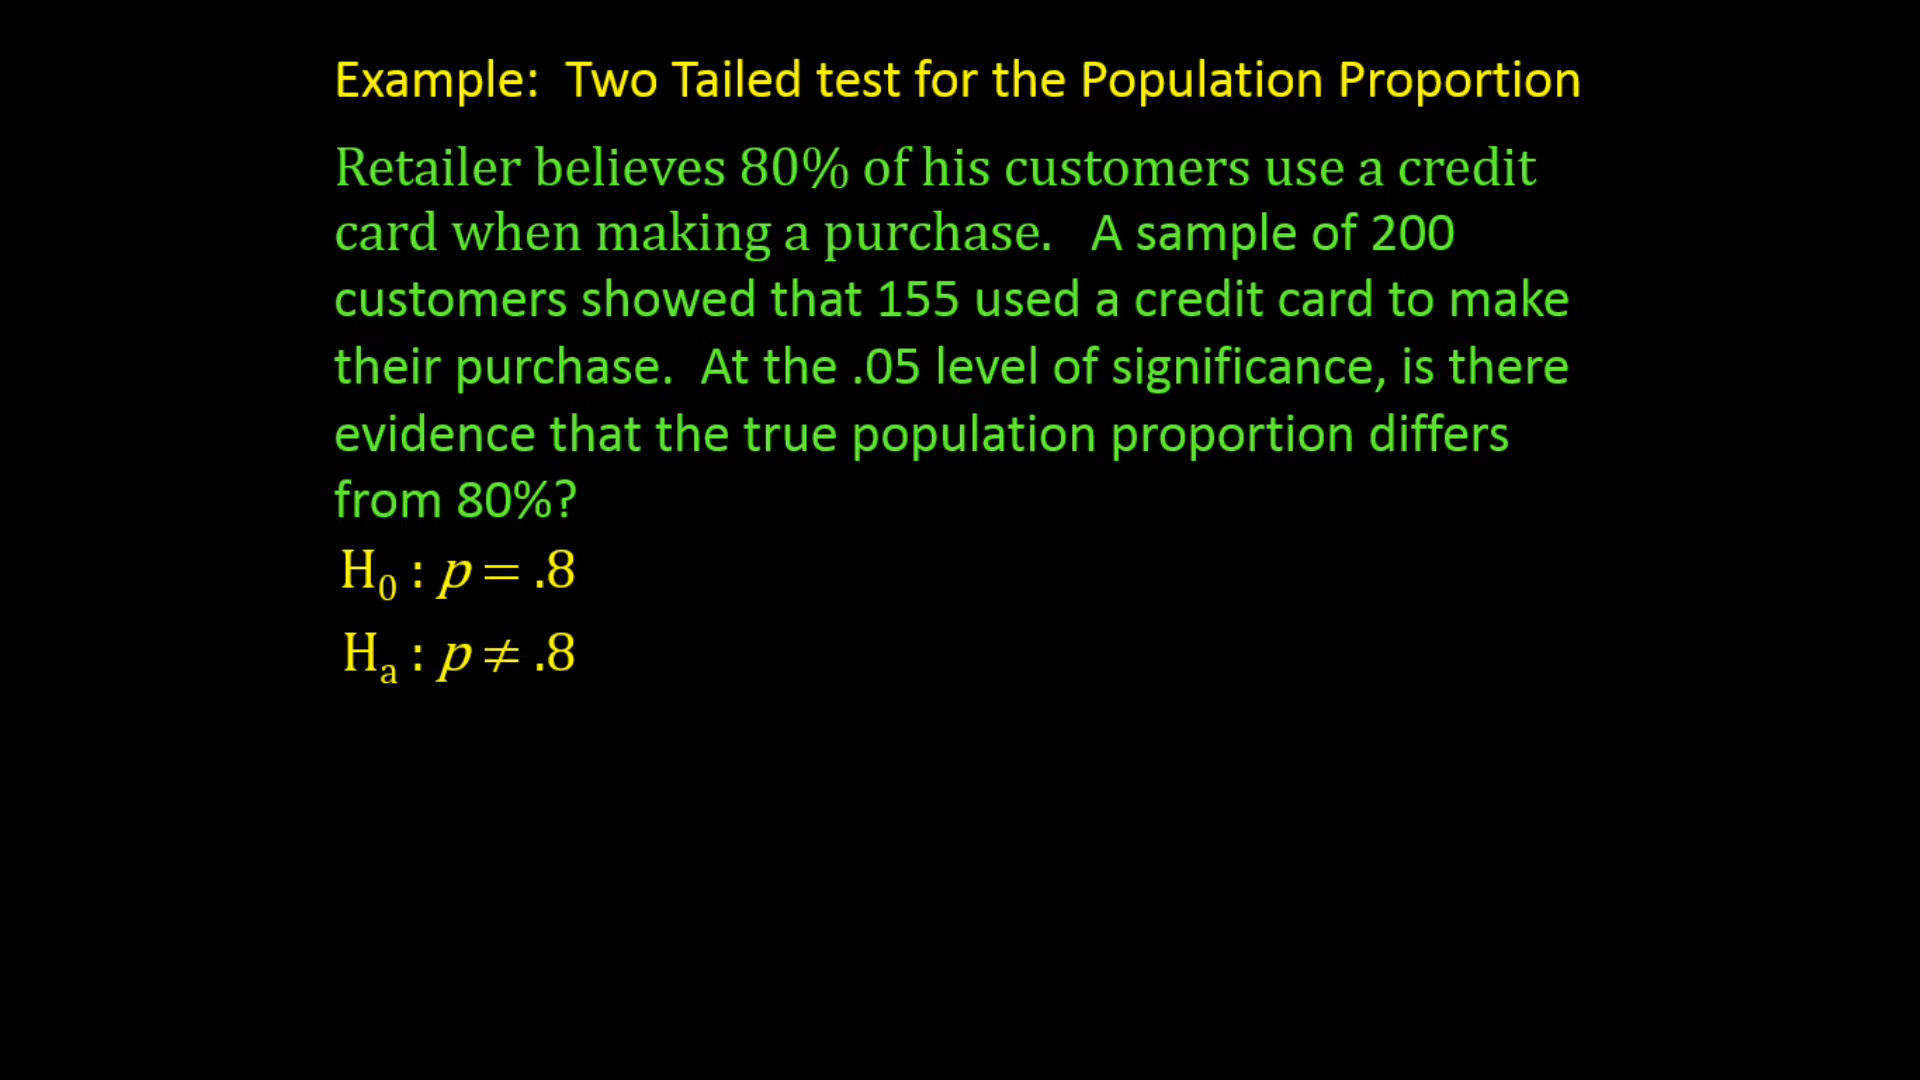 Example: Two Tailed test for the Population Proportion
Retailer believes 80% of his customers use a credit
card when making a purchase. A sample of 200
customers showed that 155 used a credit card to make
their purchase. At the .05 level of significance, is there
evidence that the true population proportion differs
from 80%?
H₀ : p = .8
Hₐ : p ≠ .8